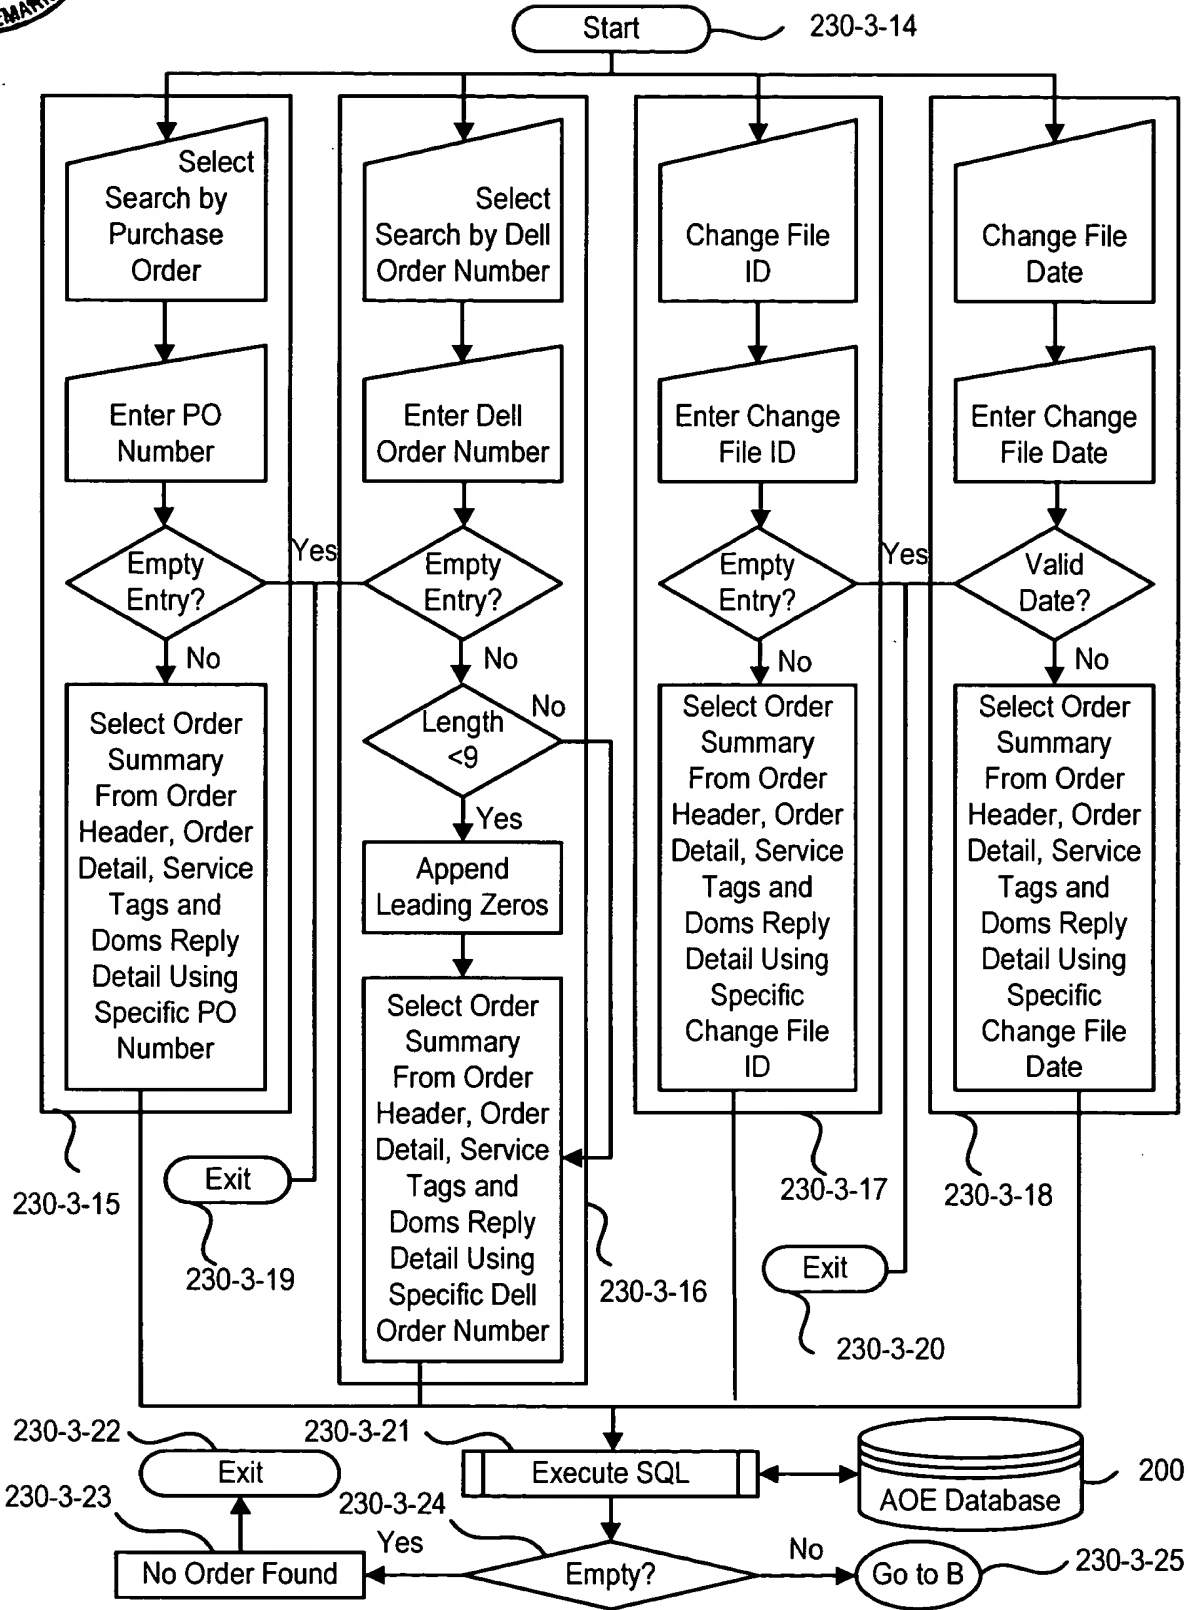 Start
230-3-14
Select
Search by
Purchase
Order
Enter PO
Number
Empty
Entry?
Yes
No
Select Order
Summary
From Order
Header, Order
Detail, Service
Tags and
Doms Reply
Detail Using
Specific PO
Number
230-3-15
Select
Search by Dell
Order Number
Enter Dell
Order Number
Empty
Entry?
No
Length
<9
No
Yes
Append
Leading Zeros
Select Order
Summary
From Order
Header, Order
Detail, Service
Tags and
Doms Reply
Detail Using
Specific Dell
Order Number
230-3-16
Exit
230-3-19
Change File
ID
Enter Change
File ID
Empty
Entry?
Yes
No
Select Order
Summary
From Order
Header, Order
Detail, Service
Tags and
Doms Reply
Detail Using
Specific
Change File
ID
230-3-17
Change File
Date
Enter Change
File Date
Valid
Date?
No
Select Order
Summary
From Order
Header, Order
Detail, Service
Tags and
Doms Reply
Detail Using
Specific
Change File
Date
230-3-18
Exit
230-3-20
230-3-22
Exit
230-3-21
Execute SQL
AOE Database
200
230-3-23
No Order Found
Yes
230-3-24
Empty?
No
Go to B
230-3-25